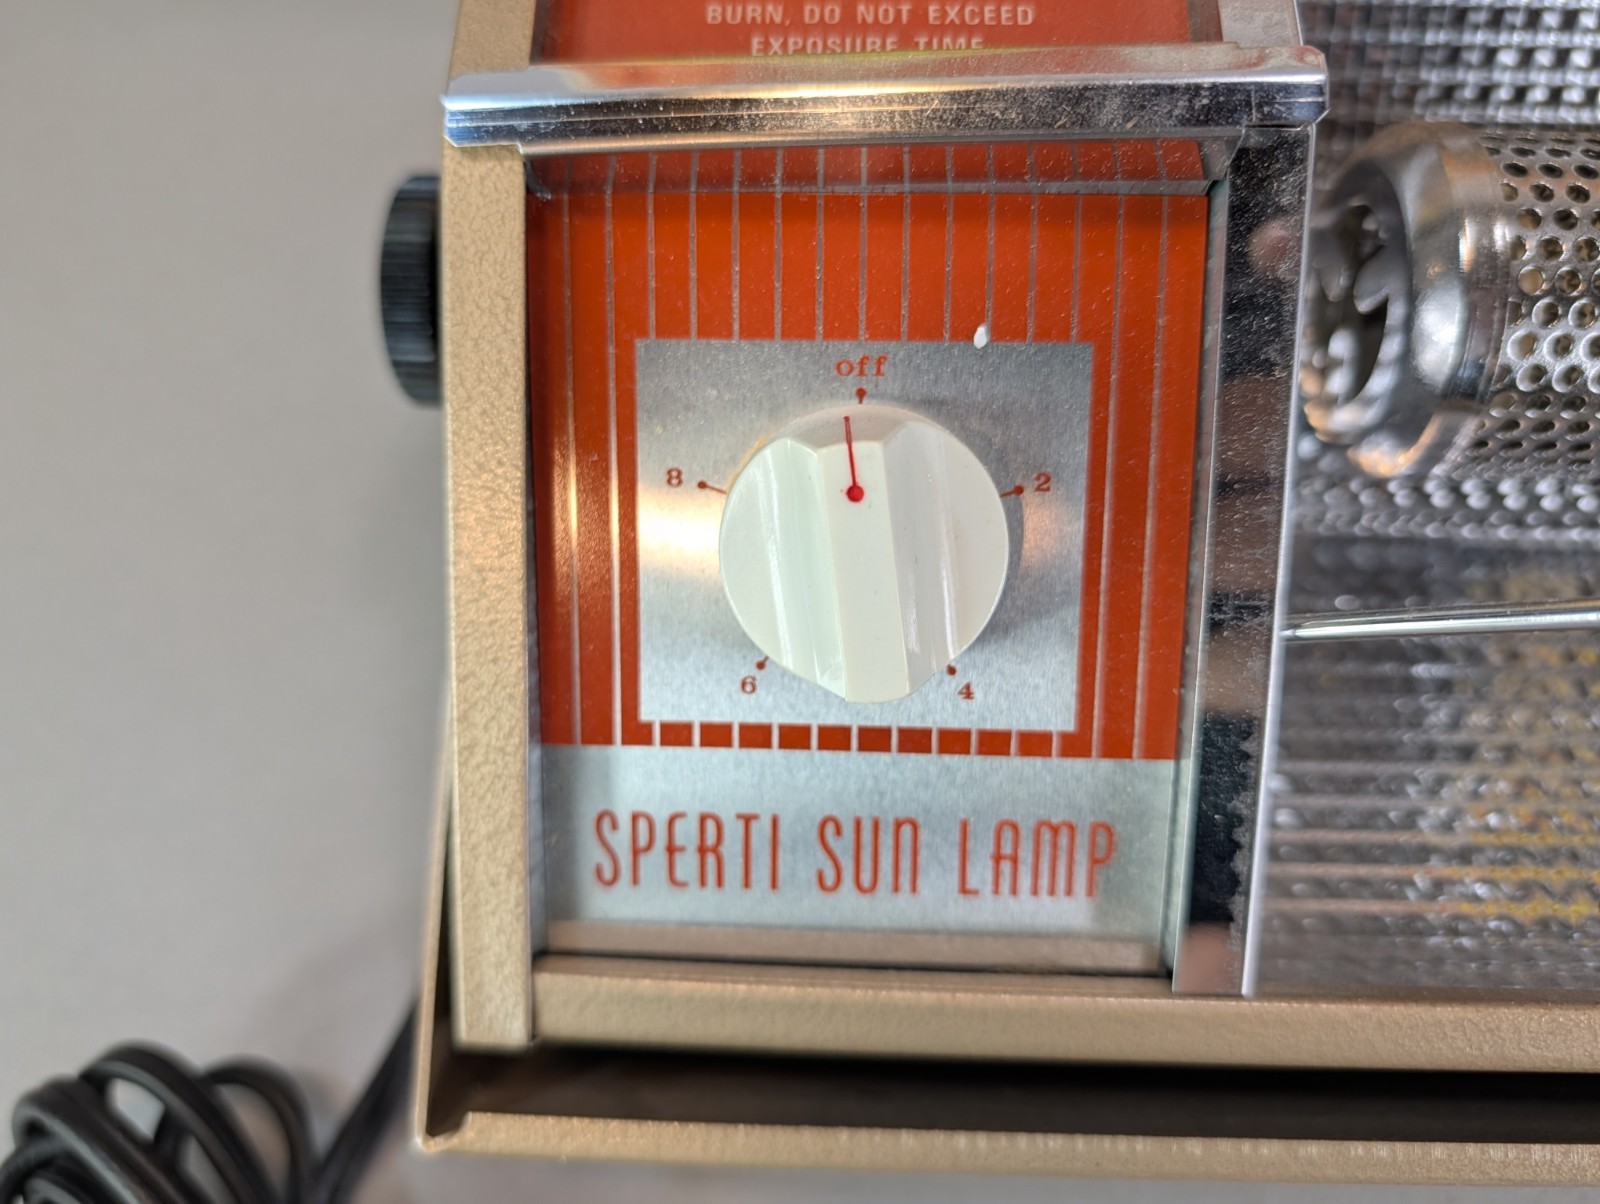 BURN, DO NOT EXCEED
EXPOSURE TIME
off
8
2
6
4
SPERTI SUN LAMP